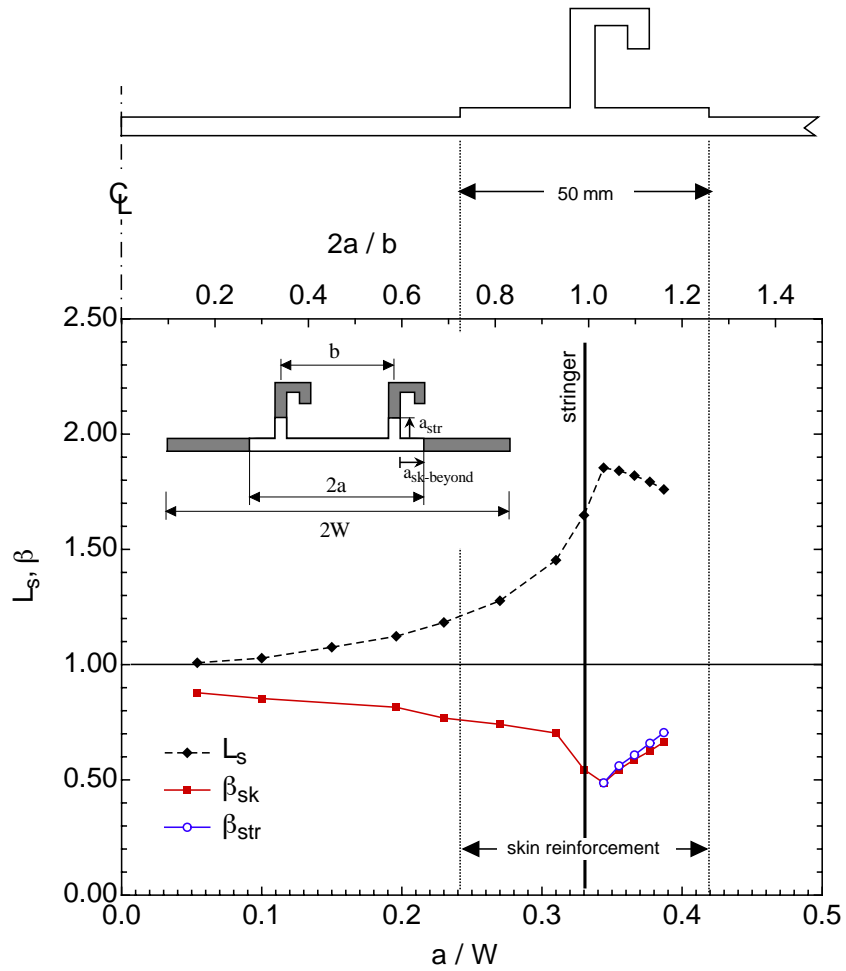 ℄
50 mm
2a / b
0.2 0.4 0.6 0.8 1.0 1.2 1.4
2.50
2.00
1.50
1.00
0.50
0.00
L_s, β
b
a_str
a_sk-beyond
2a
2W
stringer
L_s
β_sk
β_str
skin reinforcement
0.0 0.1 0.2 0.3 0.4 0.5
a / W